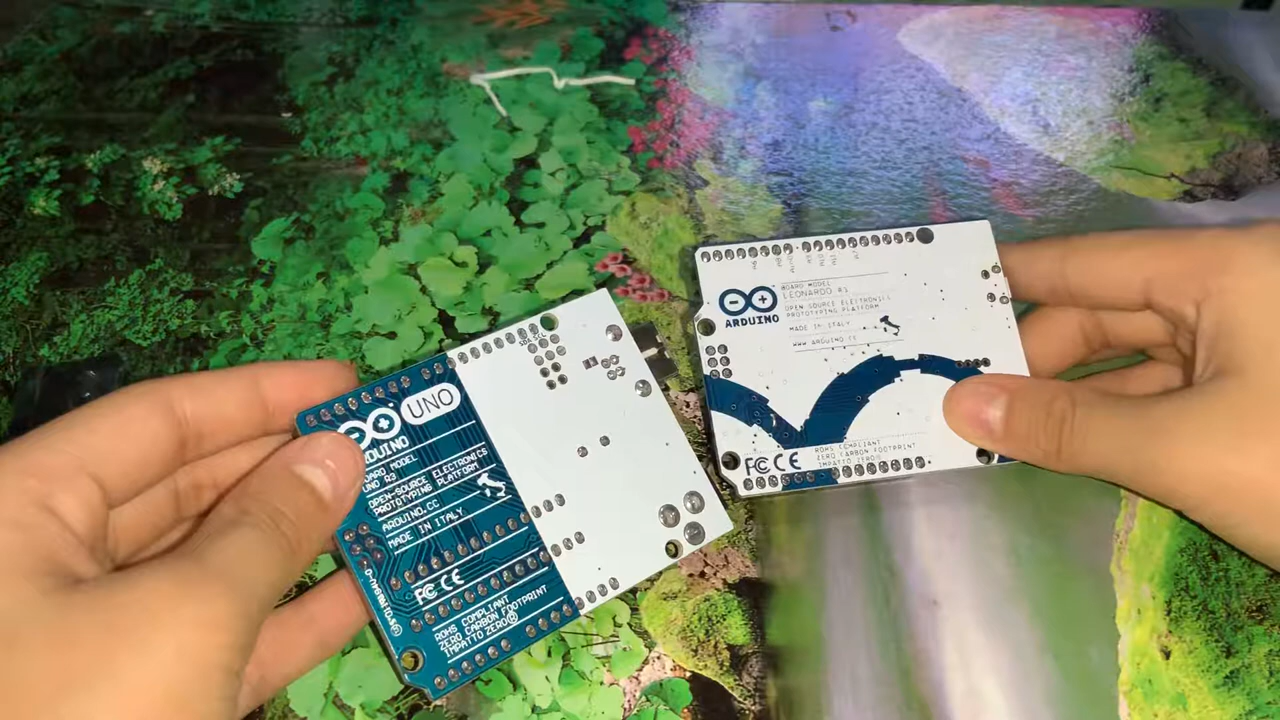 UNO
ARDUINO
BOARD MODEL
UNO R3
OPEN-SOURCE ELECTRONICS
PROTOTYPING PLATFORM
ARDUINO.CC
MADE IN ITALY
FC CE
ROHS COMPLIANT
ZERO CARBON FOOTPRINT
IMPATTO ZERO®
SDA SCL
ARDUINO
BOARD MODEL
LEONARDO R3
OPEN SOURCE ELECTRONICS
PROTOTYPING PLATFORM
MADE IN ITALY
WWW.ARDUINO.CC
FC CE
ROHS COMPLIANT
ZERO CARBON FOOTPRINT
IMPATTO ZERO®